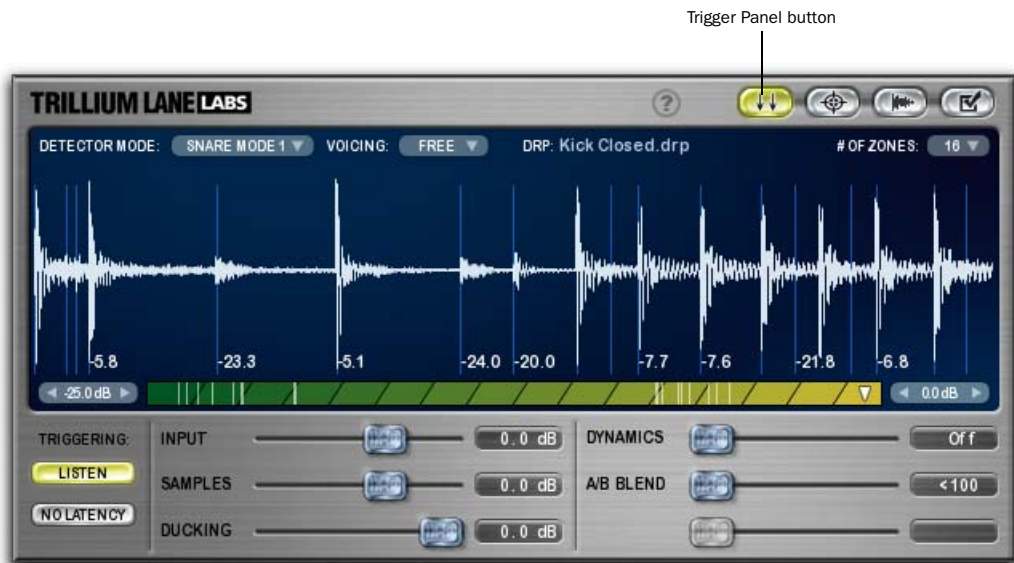 Trigger Panel button
TRILLIUM LANE LABS
?
DETECTOR MODE: SNARE MODE 1 VOICING: FREE DRP: Kick Closed.drp # OF ZONES: 16
-5.8 -23.3 -5.1 -24.0 -20.0 -7.7 -7.6 -21.8 -6.8
-25.0 dB 0.0 dB
TRIGGERING: INPUT 0.0 dB DYNAMICS Off
LISTEN SAMPLES 0.0 dB A/B BLEND <100
NO LATENCY DUCKING 0.0 dB